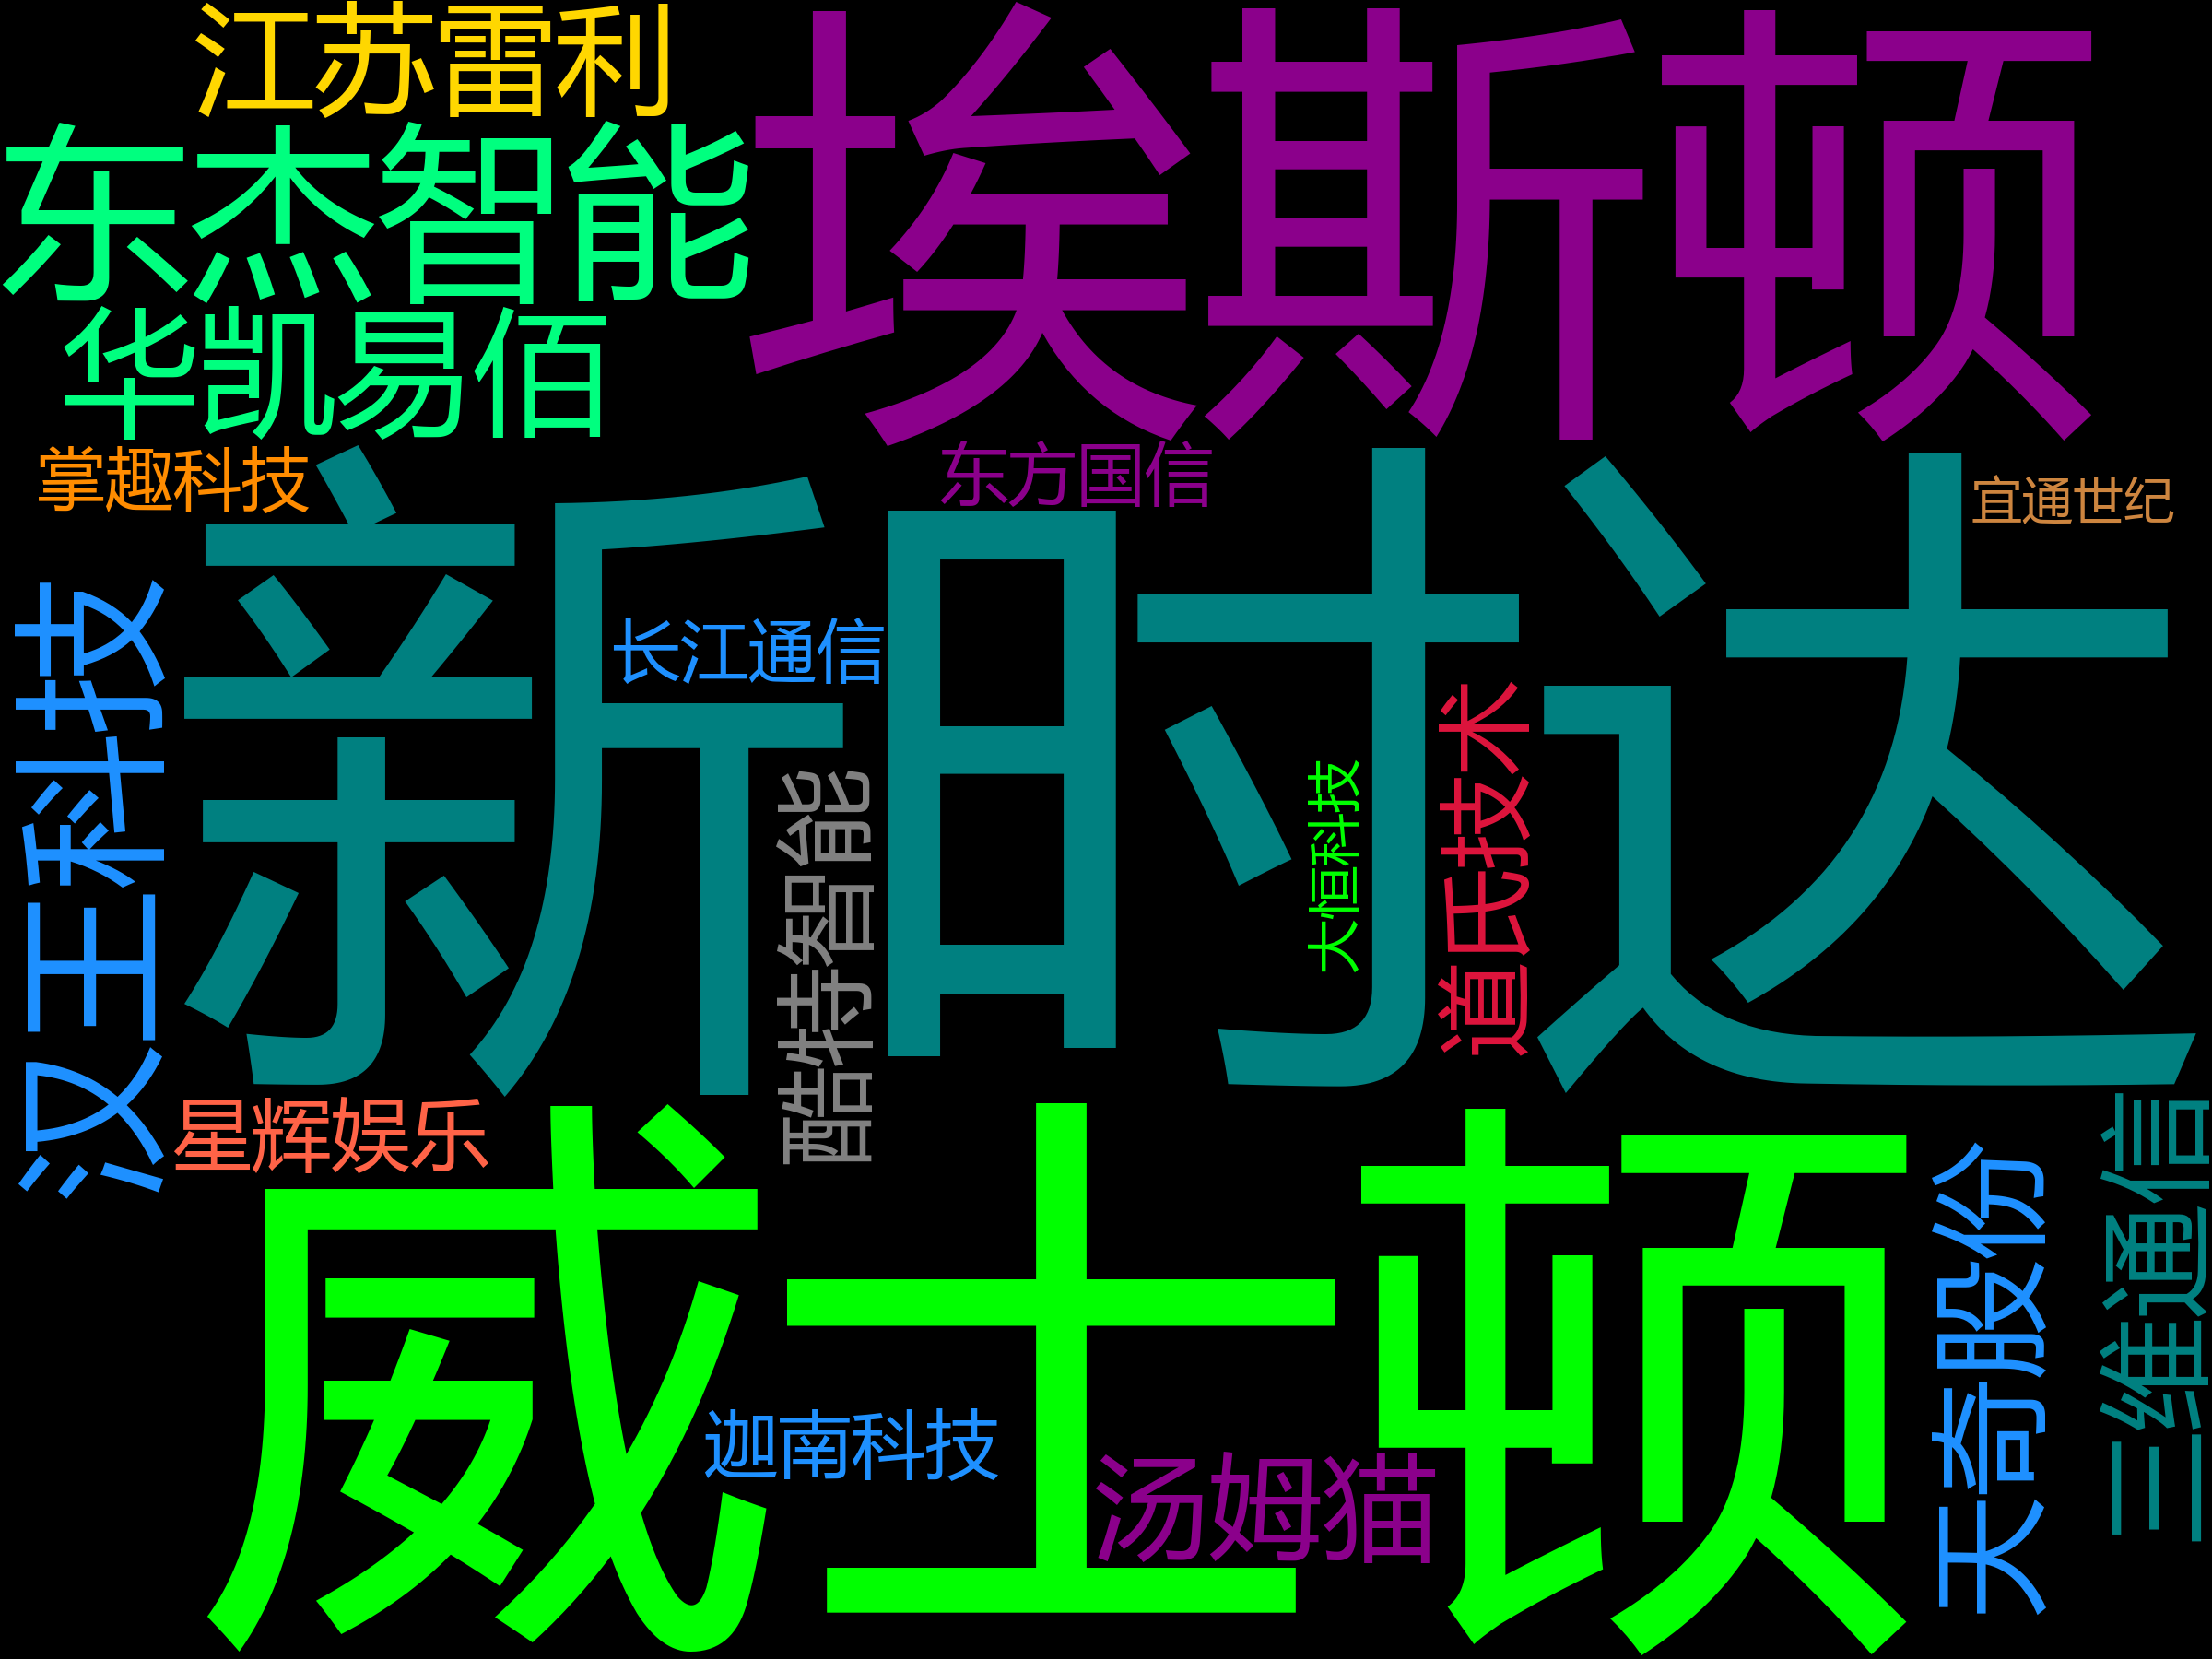 江苏雷利
埃斯顿
东杰智能
华凯易佰
掌趣科技
东方国信
宜通世纪
新时达
汉王科技
长江通信
道氏技术
大恒科技
酷特智能
星辉娱乐
威士顿
三维通信
天奇股份
迦南科技
汤姆猫